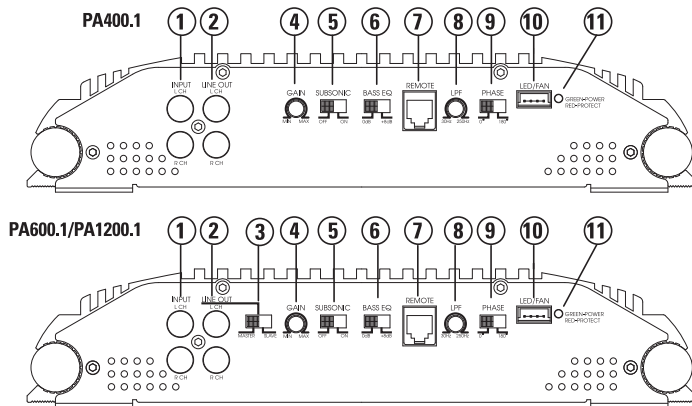 PA400.1
1 2 4 5 6 7 8 9 10 11
INPUT LINE OUT GAIN SUBSONIC BASS EQ REMOTE LPF PHASE LED/FAN
L CH L CH
GREEN-POWER
RED-PROTECT
MIN MAX OFF ON 0dB +8dB 30Hz 250Hz 0° 180°
R CH R CH
PA600.1/PA1200.1
1 2 3 4 5 6 7 8 9 10 11
INPUT LINE OUT GAIN SUBSONIC BASS EQ REMOTE LPF PHASE LED/FAN
L CH L CH
GREEN-POWER
RED-PROTECT
MASTER SLAVE MIN MAX OFF ON 0dB +8dB 30Hz 250Hz 0° 180°
R CH R CH